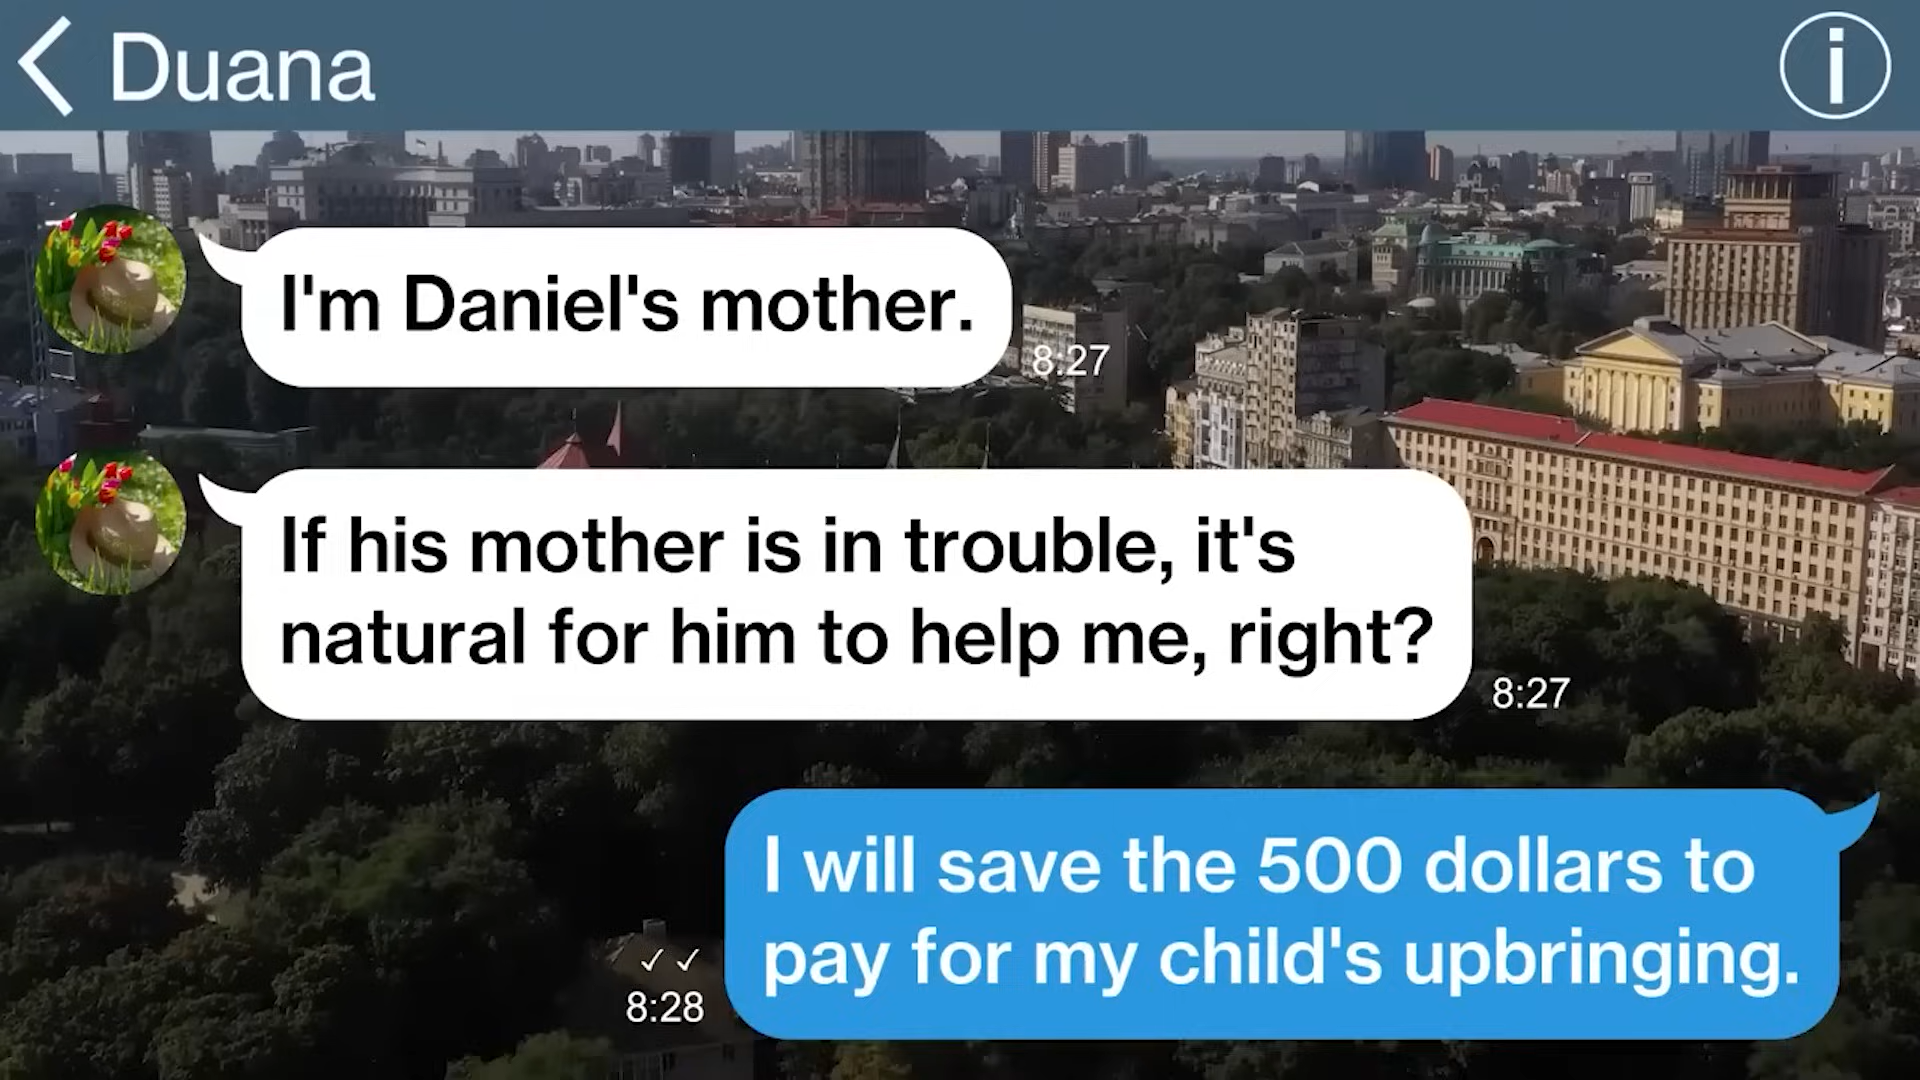 Duana
i
I'm Daniel's mother.
8:27
If his mother is in trouble, it's
natural for him to help me, right?
8:27
I will save the 500 dollars to
pay for my child's upbringing.
8:28